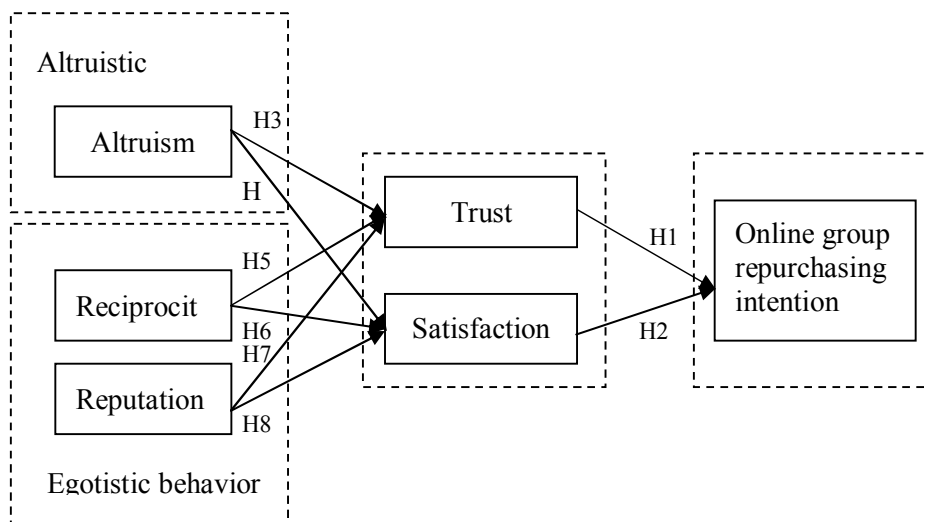 Altruistic
Altruism
H3
H
Trust
H1
Online group
repurchasing
intention
H5
Reciprocit
H6
Satisfaction
H2
H7
Reputation
H8
Egotistic behavior